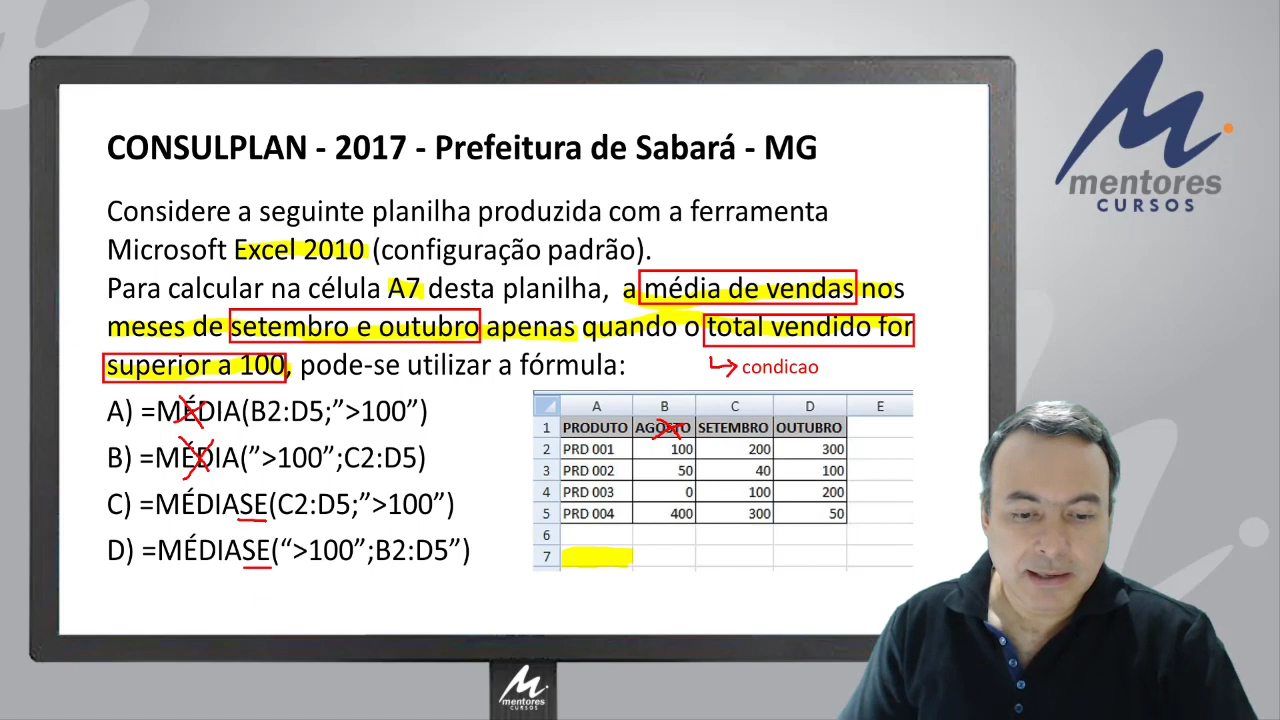 CONSULPLAN - 2017 - Prefeitura de Sabará - MG
Considere a seguinte planilha produzida com a ferramenta
Microsoft Excel 2010 (configuração padrão).
Para calcular na célula A7 desta planilha, a média de vendas nos
meses de setembro e outubro apenas quando o total vendido for
superior a 100, pode-se utilizar a fórmula:
condicao
A) =MÉDIA(B2:D5;”>100”)
B) =MÉDIA(”>100”;C2:D5)
C) =MÉDIASE(C2:D5;”>100”)
D) =MÉDIASE(“>100”;B2:D5”)
A B C D E
1 PRODUTO AGOSTO SETEMBRO OUTUBRO
2 PRD 001 100 200 300
3 PRD 002 50 40 100
4 PRD 003 0 100 200
5 PRD 004 400 300 50
6
7
mentores
CURSOS
mentores
CURSOS